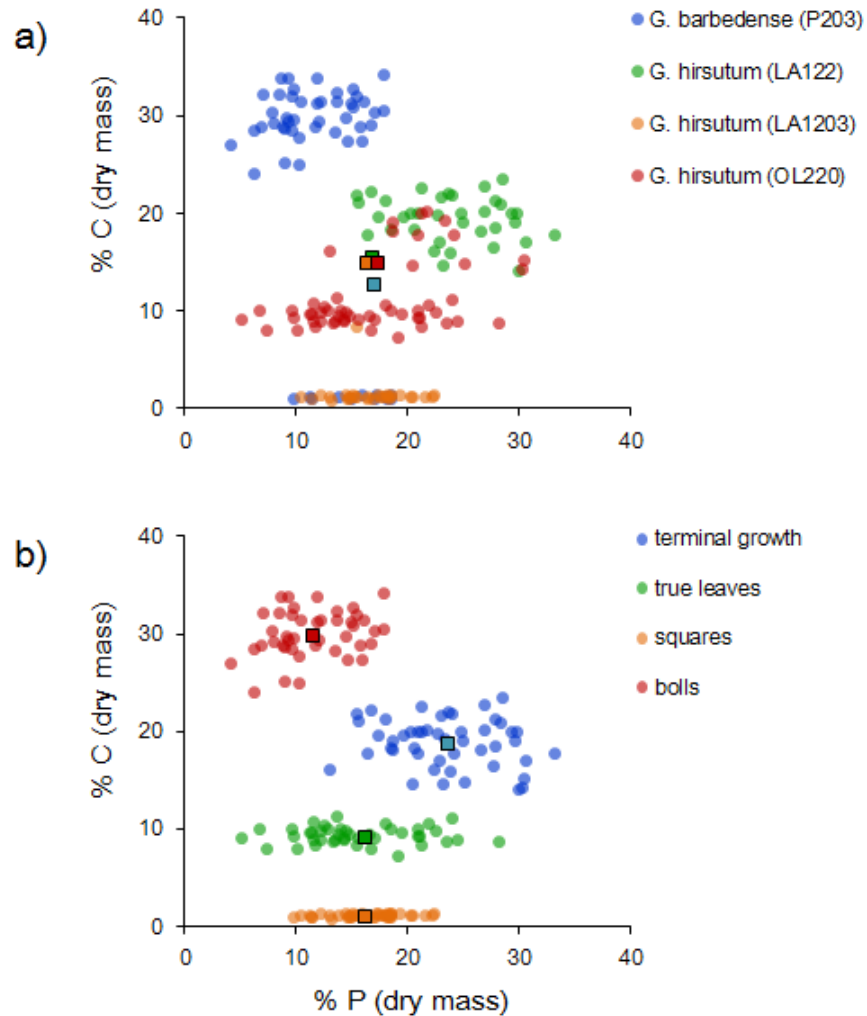 a)
% C (dry mass)
40
30
20
10
0
0 10 20 30 40
G. barbedense (P203)
G. hirsutum (LA122)
G. hirsutum (LA1203)
G. hirsutum (OL220)
b)
% C (dry mass)
40
30
20
10
0
0 10 20 30 40
% P (dry mass)
terminal growth
true leaves
squares
bolls